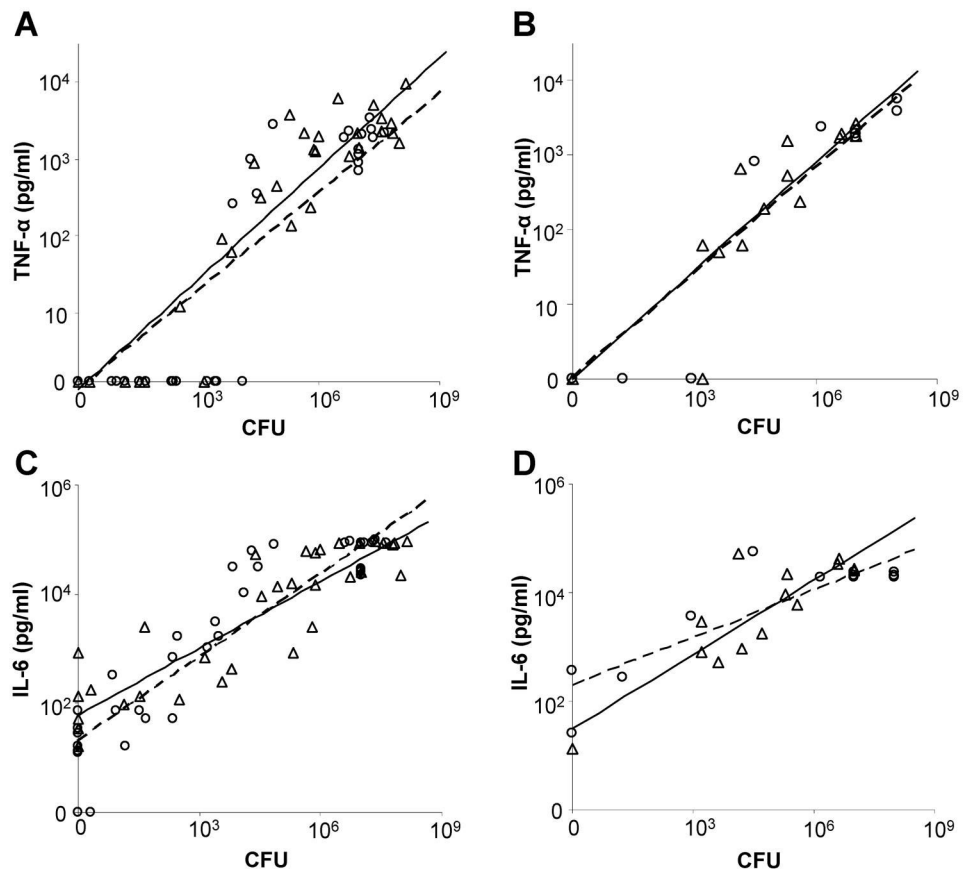 A
B
TNF-α (pg/ml)
10⁴
10³
10²
10
0
0
10³
10⁶
10⁹
CFU
TNF-α (pg/ml)
10⁴
10³
10²
10
0
0
10³
10⁶
10⁹
CFU
C
D
IL-6 (pg/ml)
10⁶
10⁴
10²
0
0
10³
10⁶
10⁹
CFU
IL-6 (pg/ml)
10⁶
10⁴
10²
0
0
10³
10⁶
10⁹
CFU